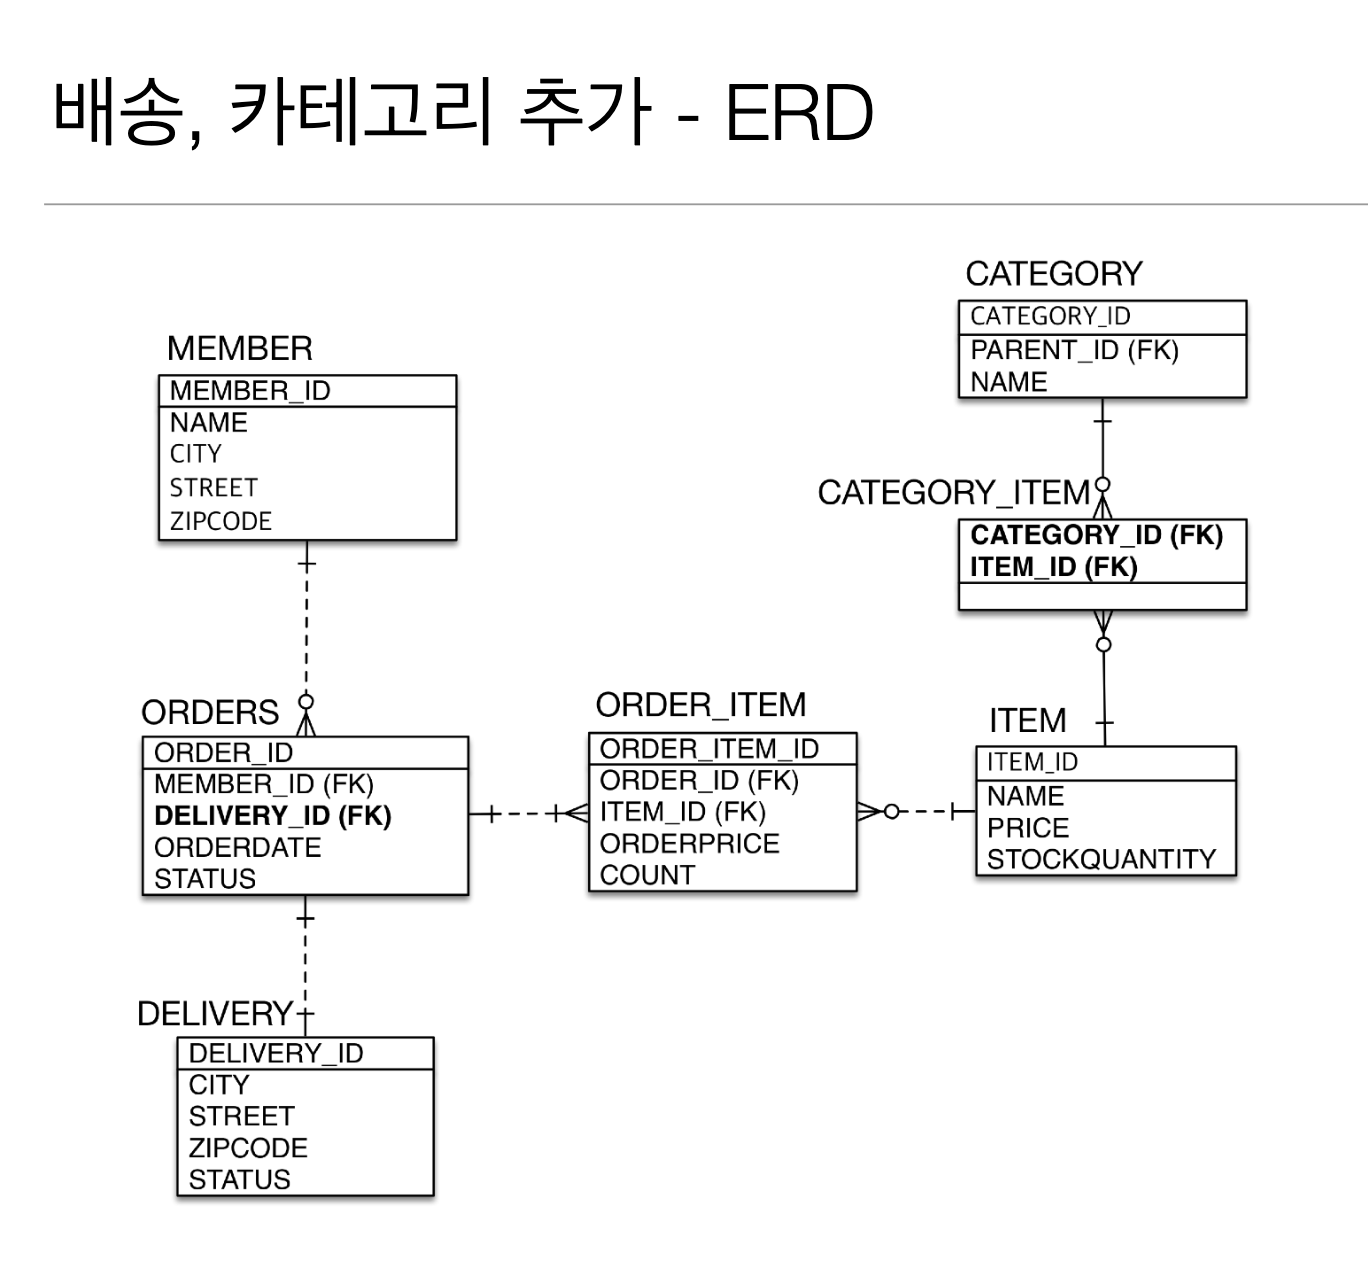 배송, 카테고리 추가 - ERD
CATEGORY
CATEGORY_ID
PARENT_ID (FK)
NAME
MEMBER
MEMBER_ID
NAME
CITY
STREET
ZIPCODE
CATEGORY_ITEM
CATEGORY_ID (FK)
ITEM_ID (FK)
ORDERS
ORDER_ID
MEMBER_ID (FK)
DELIVERY_ID (FK)
ORDERDATE
STATUS
ORDER_ITEM
ORDER_ITEM_ID
ORDER_ID (FK)
ITEM_ID (FK)
ORDERPRICE
COUNT
ITEM
ITEM_ID
NAME
PRICE
STOCKQUANTITY
DELIVERY
DELIVERY_ID
CITY
STREET
ZIPCODE
STATUS